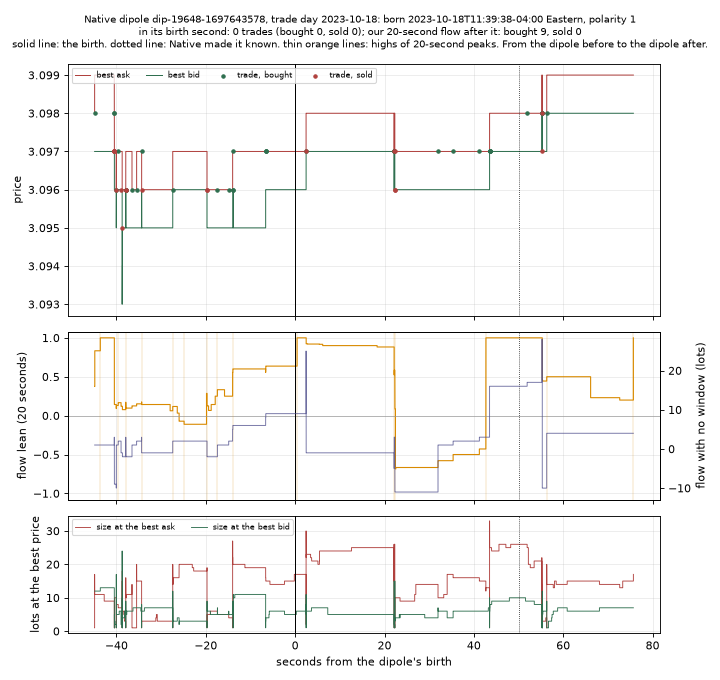 Native dipole dip-19648-1697643578, trade day 2023-10-18: born 2023-10-18T11:39:38-04:00 Eastern, polarity 1
in its birth second: 0 trades (bought 0, sold 0); our 20-second flow after it: bought 9, sold 0
solid line: the birth. dotted line: Native made it known. thin orange lines: highs of 20-second peaks. From the dipole before to the dipole after.
best ask
best bid
trade, bought
trade, sold
3.099
3.098
3.097
3.096
3.095
3.094
3.093
price
1.0
0.5
0.0
−0.5
−1.0
flow lean (20 seconds)
20
10
0
−10
flow with no window (lots)
size at the best ask
size at the best bid
30
20
10
0
lots at the best price
−40
−20
0
20
40
60
80
seconds from the dipole's birth